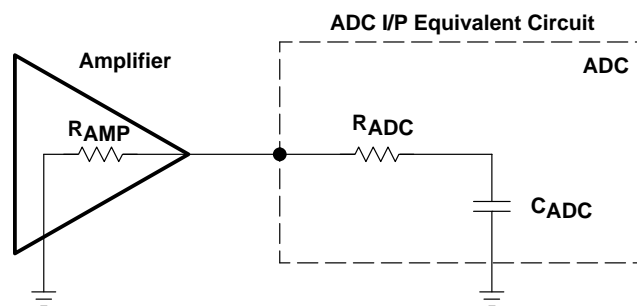 ADC I/P Equivalent Circuit
Amplifier
ADC
RAMP
RADC
CADC